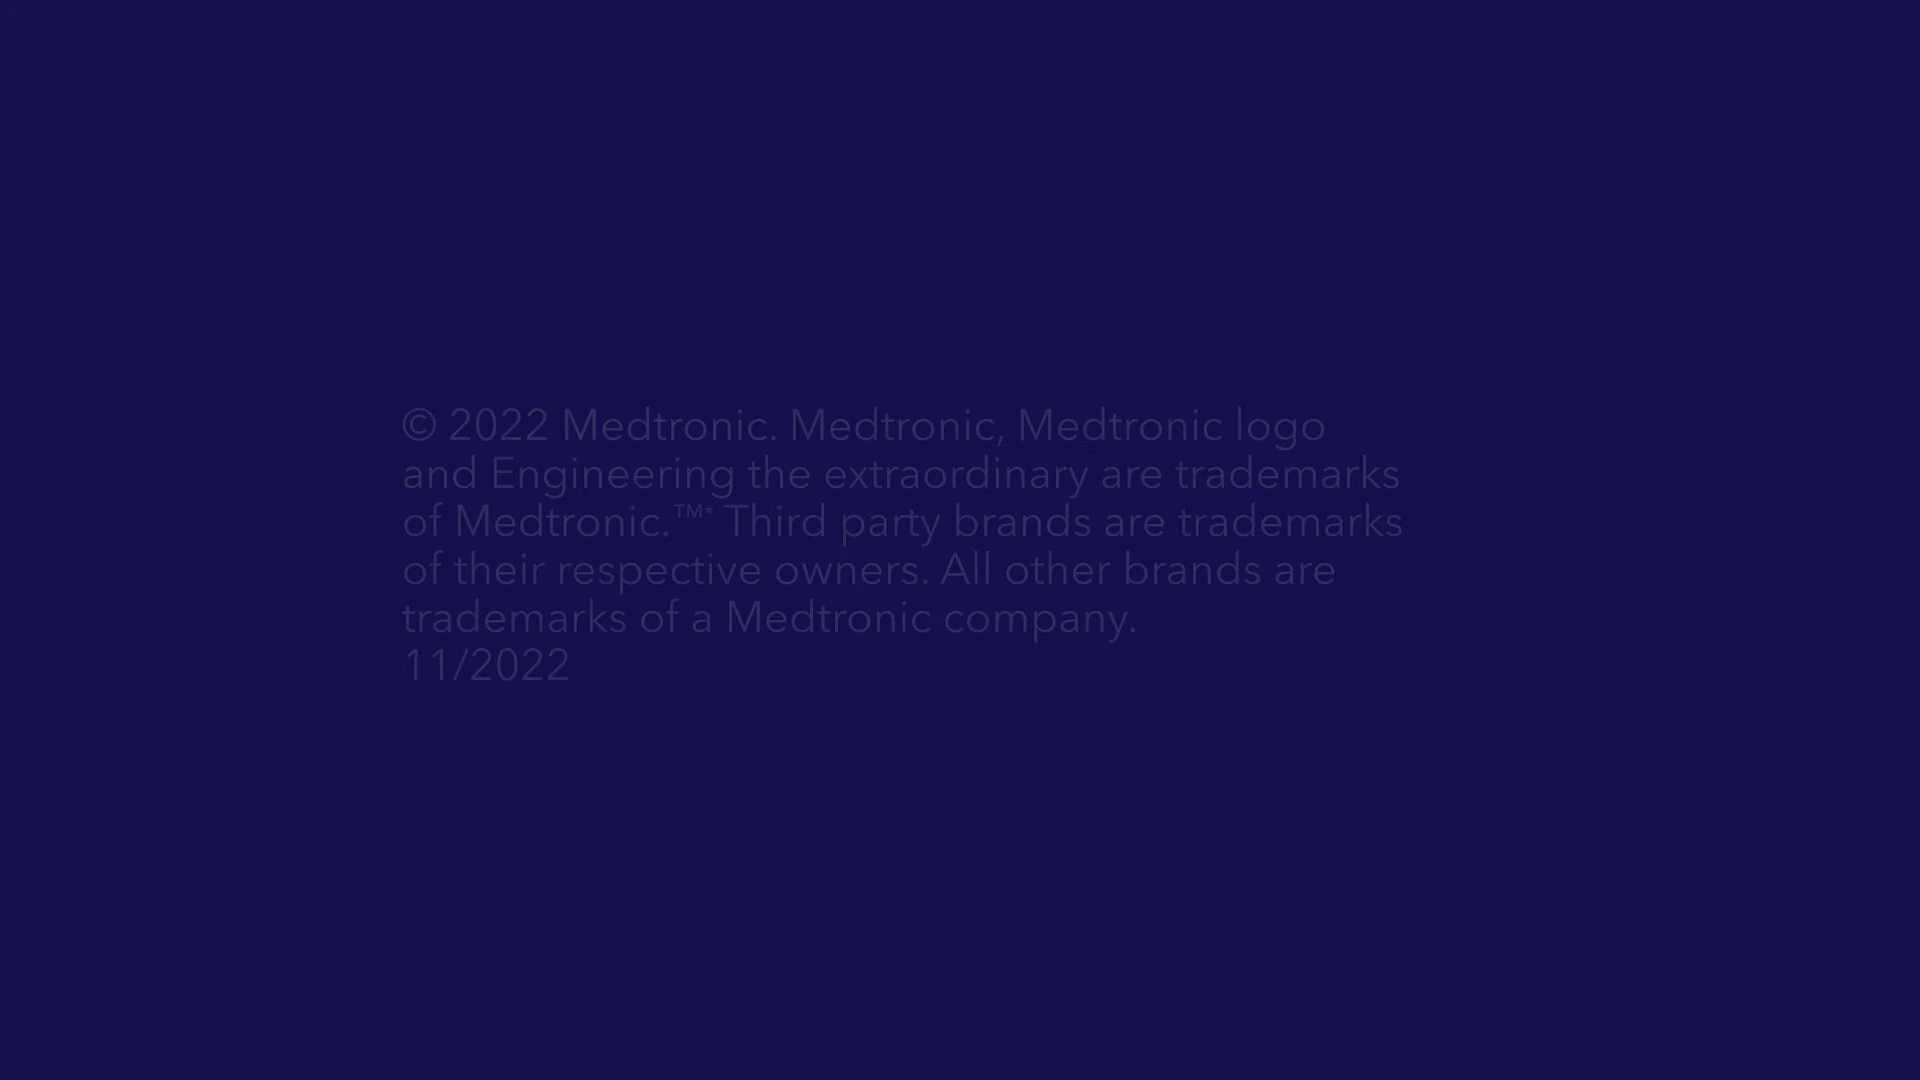 © 2022 Medtronic. Medtronic, Medtronic logo
and Engineering the extraordinary are trademarks
of Medtronic.™* Third party brands are trademarks
of their respective owners. All other brands are
trademarks of a Medtronic company.
11/2022